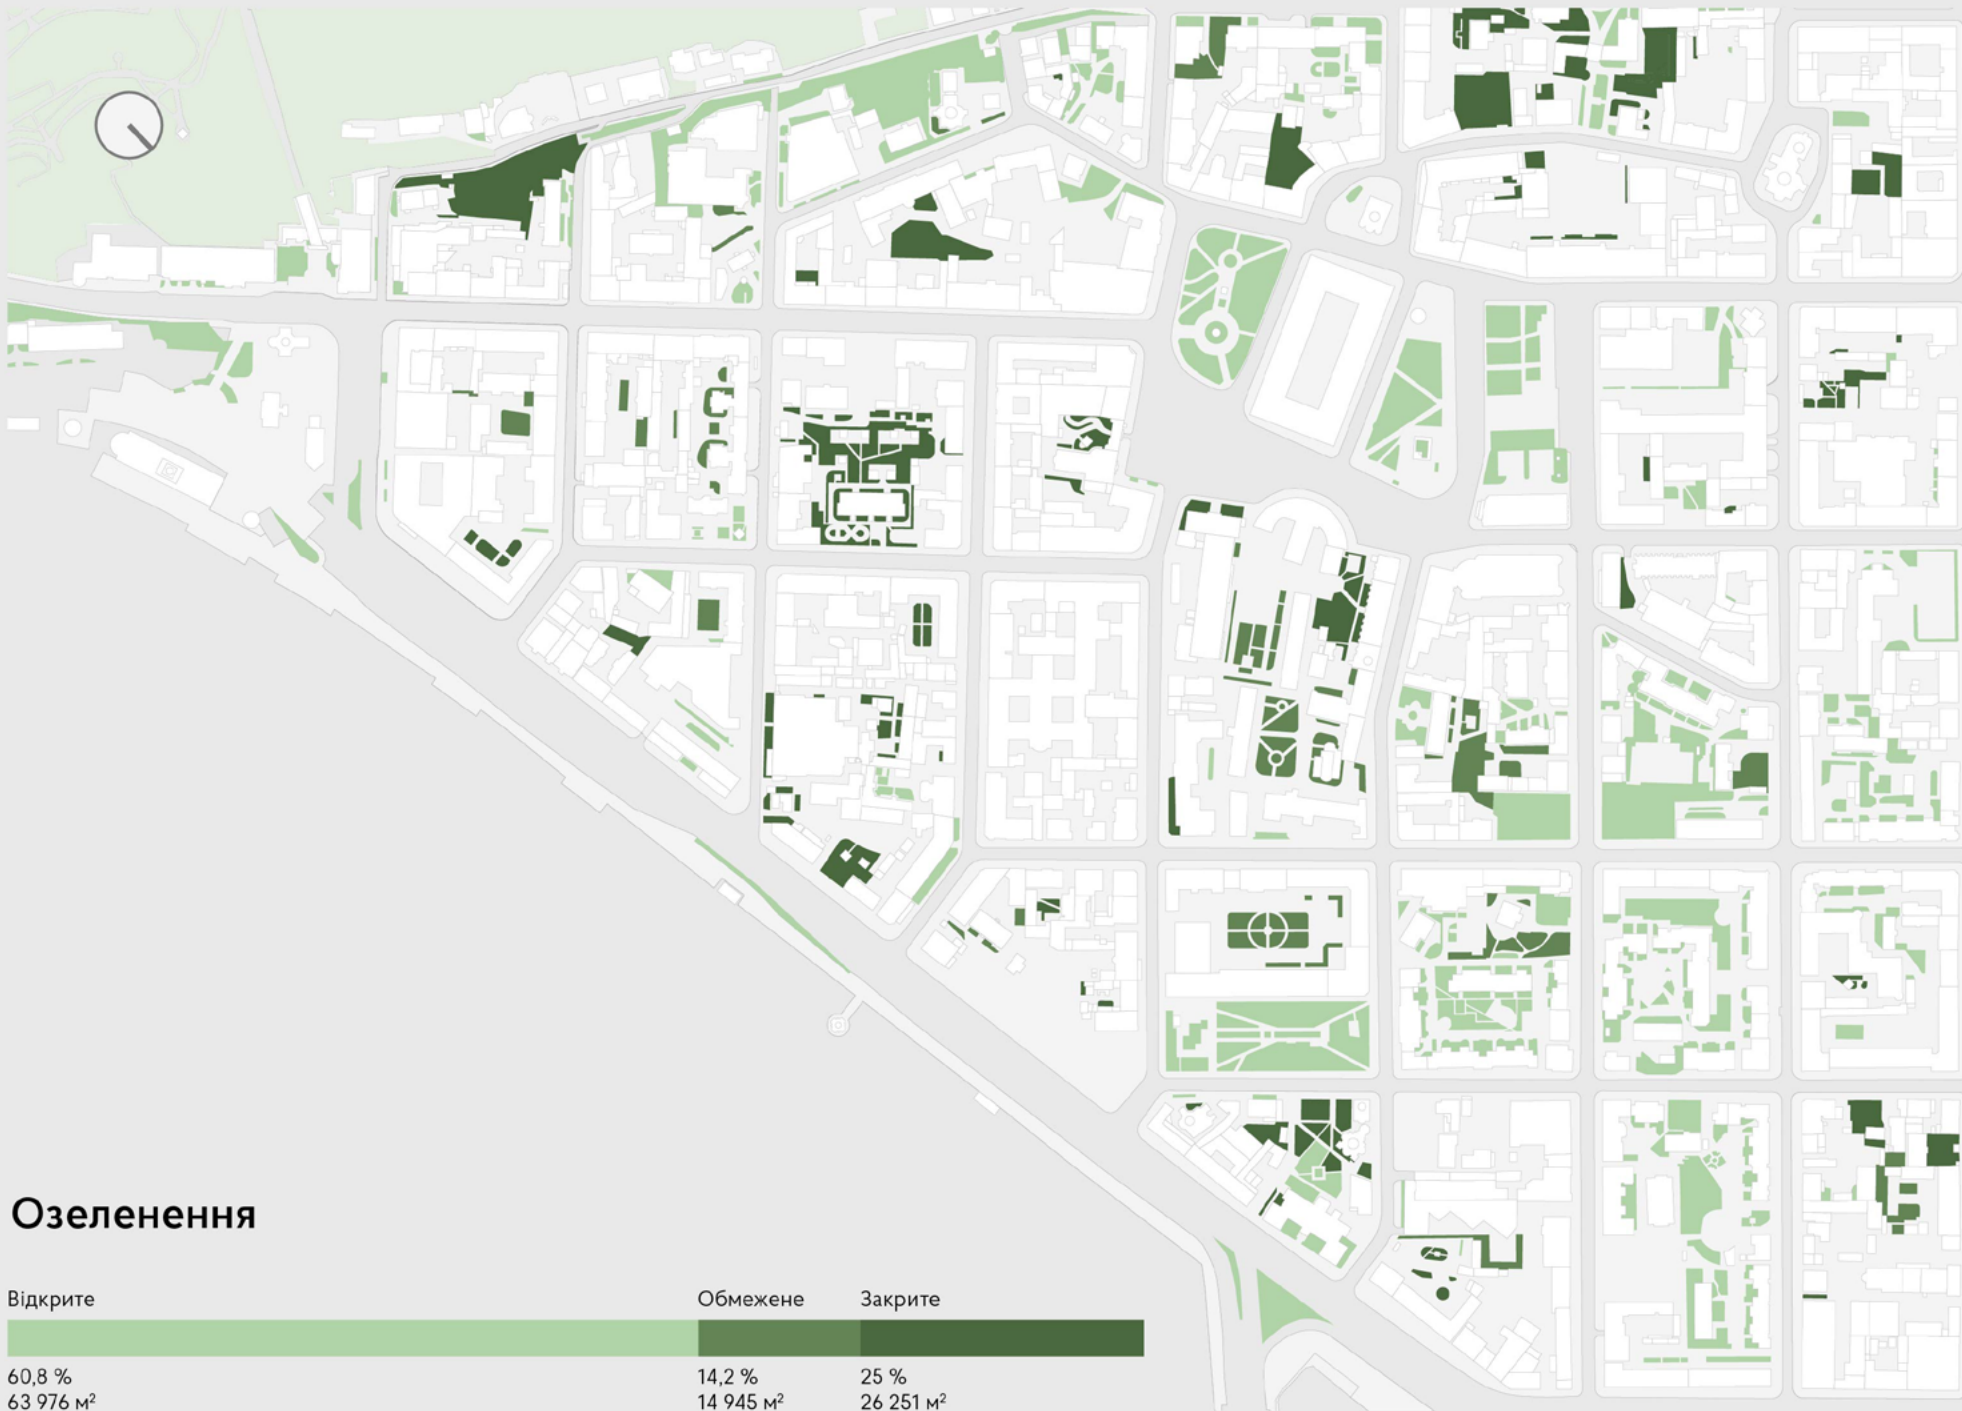 Озеленення
Відкрите
Обмежене
Закрите
60,8 %
63 976 м²
14,2 %
14 945 м²
25 %
26 251 м²